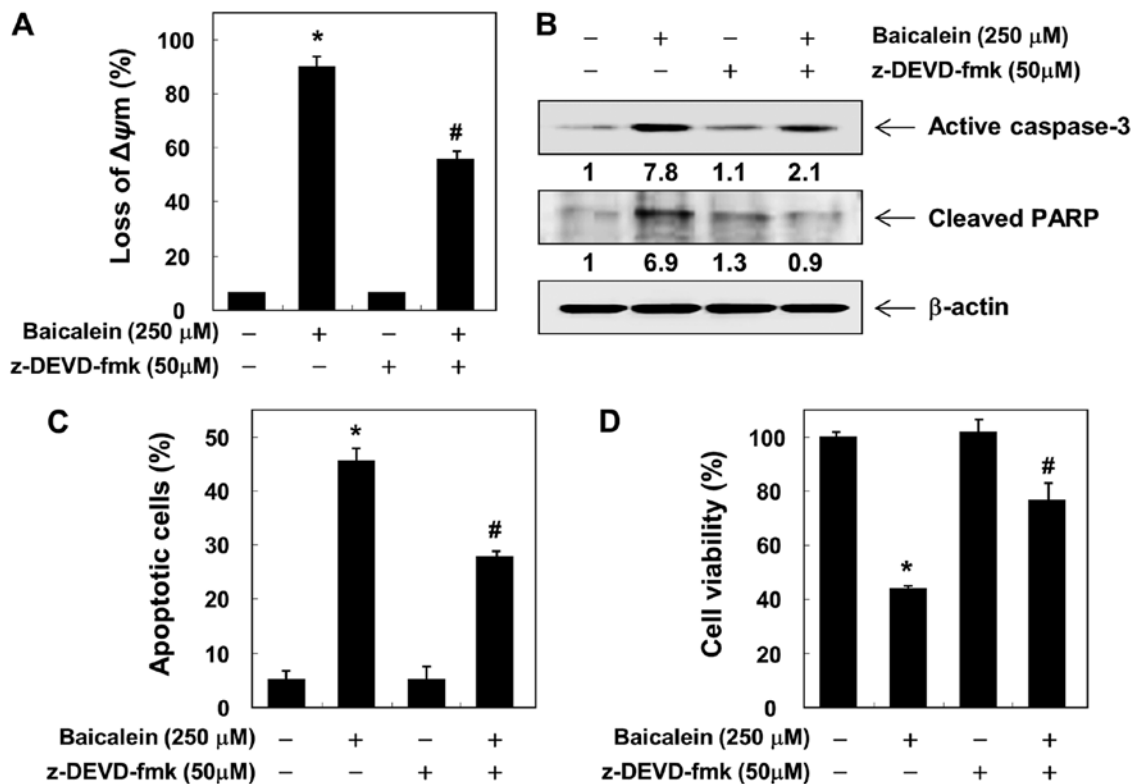 A
Loss of Δψm (%)
100
80
60
40
20
0
*
#
Baicalein (250 μM) – + – +
z-DEVD-fmk (50μM) – – + +
B
– + – + Baicalein (250 μM)
– – + + z-DEVD-fmk (50μM)
← Active caspase-3
1 7.8 1.1 2.1
← Cleaved PARP
1 6.9 1.3 0.9
← β-actin
C
Apoptotic cells (%)
50
40
30
20
10
0
*
#
Baicalein (250 μM) – + – +
z-DEVD-fmk (50μM) – – + +
D
Cell viability (%)
100
80
60
40
20
0
*
#
Baicalein (250 μM) – + – +
z-DEVD-fmk (50μM) – – + +